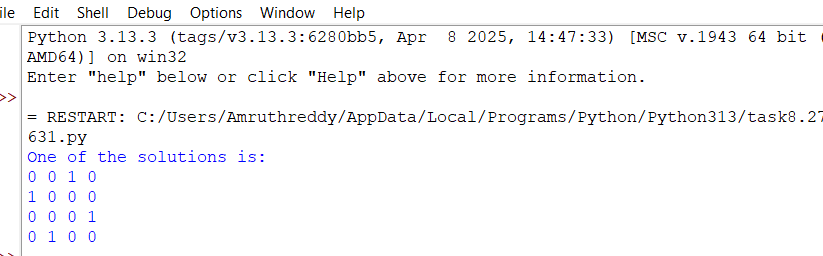 ile Edit Shell Debug Options Window Help
Python 3.13.3 (tags/v3.13.3:6280bb5, Apr  8 2025, 14:47:33) [MSC v.1943 64 bit (
AMD64)] on win32
Enter "help" below or click "Help" above for more information.
>>
= RESTART: C:/Users/Amruthreddy/AppData/Local/Programs/Python/Python313/task8.27
631.py
One of the solutions is:
0 0 1 0
1 0 0 0
0 0 0 1
0 1 0 0
>>